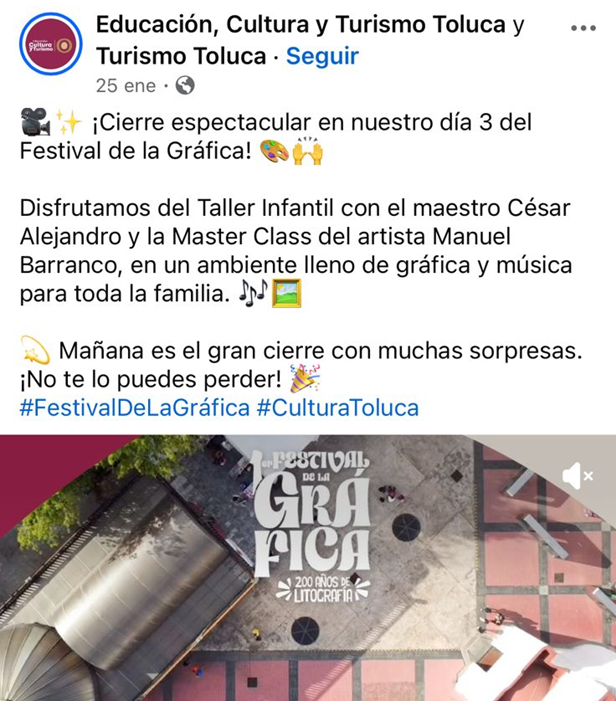 Educación, Cultura y Turismo Toluca y
Turismo Toluca · Seguir
25 ene ·
🎥✨ ¡Cierre espectacular en nuestro día 3 del
Festival de la Gráfica! 🎨🙌
Disfrutamos del Taller Infantil con el maestro César
Alejandro y la Master Class del artista Manuel
Barranco, en un ambiente lleno de gráfica y música
para toda la familia. 🎶🖼️
💫 Mañana es el gran cierre con muchas sorpresas.
¡No te lo puedes perder! 🎉
#FestivalDeLaGráfica #CulturaToluca
1er FESTIVAL
DE LA
GRÁ
FICA
200 AÑOS DE
LITOGRAFÍA